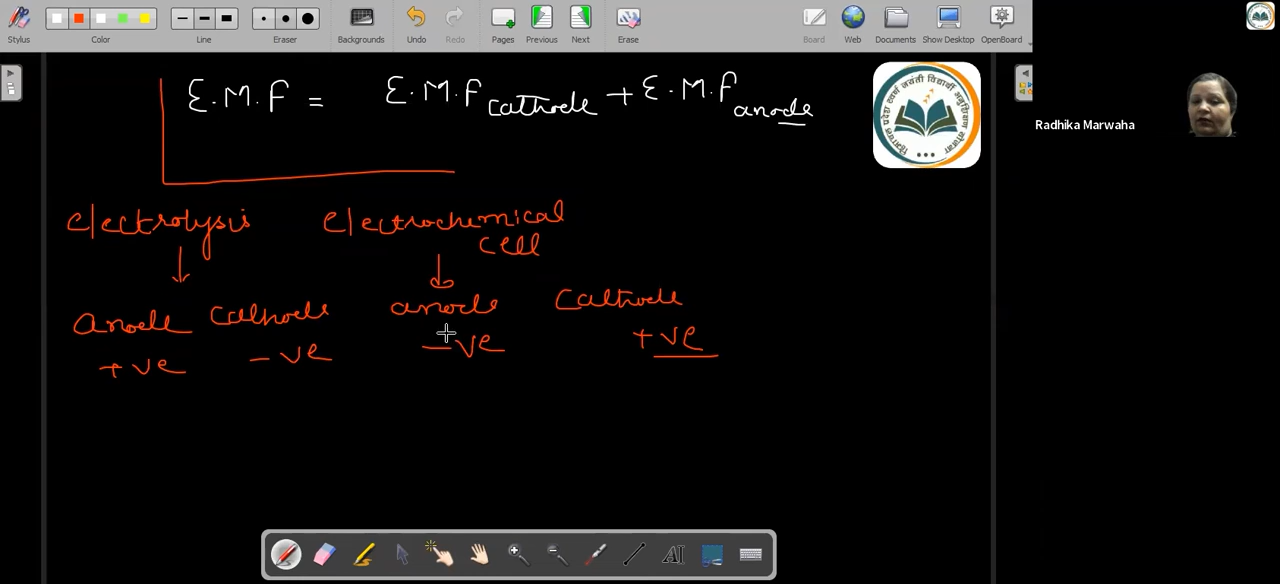 Stylus Color Line Eraser Backgrounds Undo Redo Pages Previous Next Erase Board Web Documents Show Desktop OpenBoard
E.M.F = E.M.F cathode + E.M.F anode
Radhika Marwaha
Electrolysis Electrochemical
cell
Anode Cathode anode Cathode
+ve -ve -ve +ve
AI